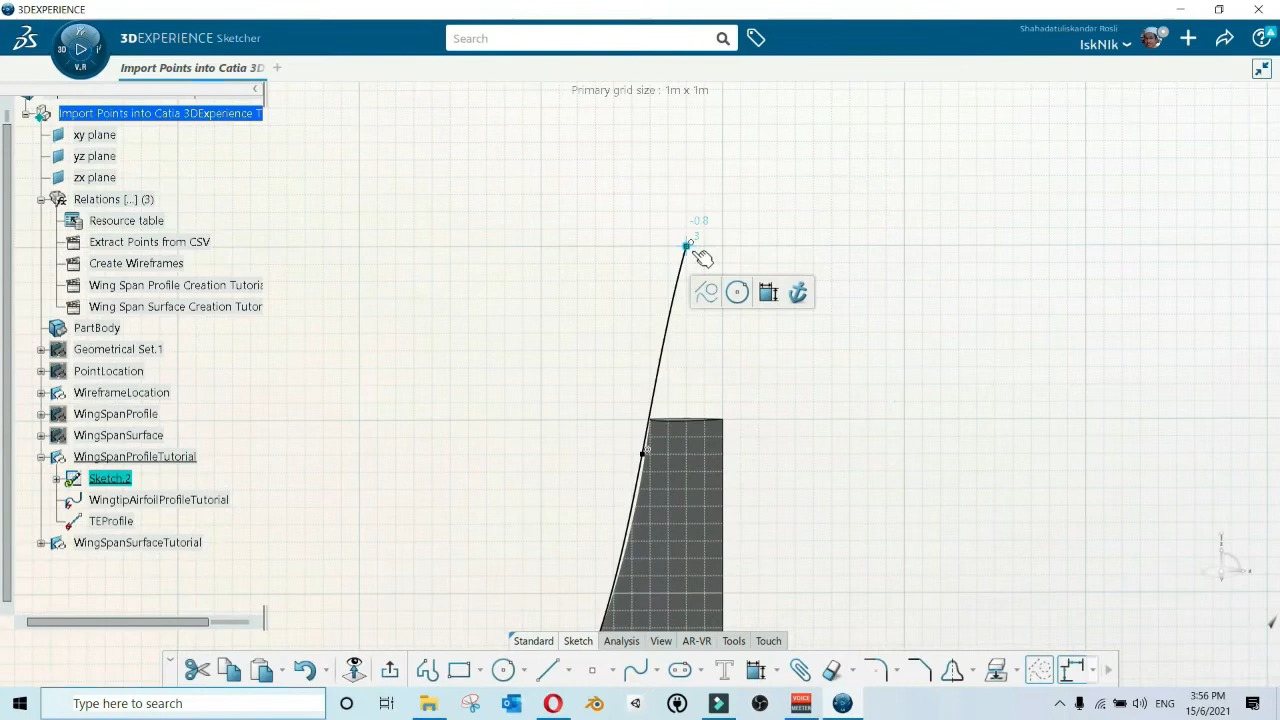 3DEXPERIENCE
3DEXPERIENCE Sketcher
Search
Shahadatuliskandar Rosli
IskNIk
3D
V.R
Import Points into Catia 3D
Primary grid size : 1m x 1m
Import Points into Catia 3DExperience T
xy plane
yz plane
zx plane
Relations [...] (3)
Resource table
Extract Points from CSV
Create Wireframes
Wing Span Profile Creation Tutori
Wing Span Surface Creation Tutor
PartBody
Geometrical Set.1
PointLocation
WireframeLocation
WingSpanProfile
WingSpanSurface
WingSpanProfileTutorial
Sketch.2
WingtipAirfoilProfileTutorial
TEProfile
WingspanSurfaceTutorial
-0.8
3
Standard
Sketch
Analysis
View
AR-VR
Tools
Touch
Type here to search
VOICE
MEETER
ENG
3:56 PM
15/6/2021